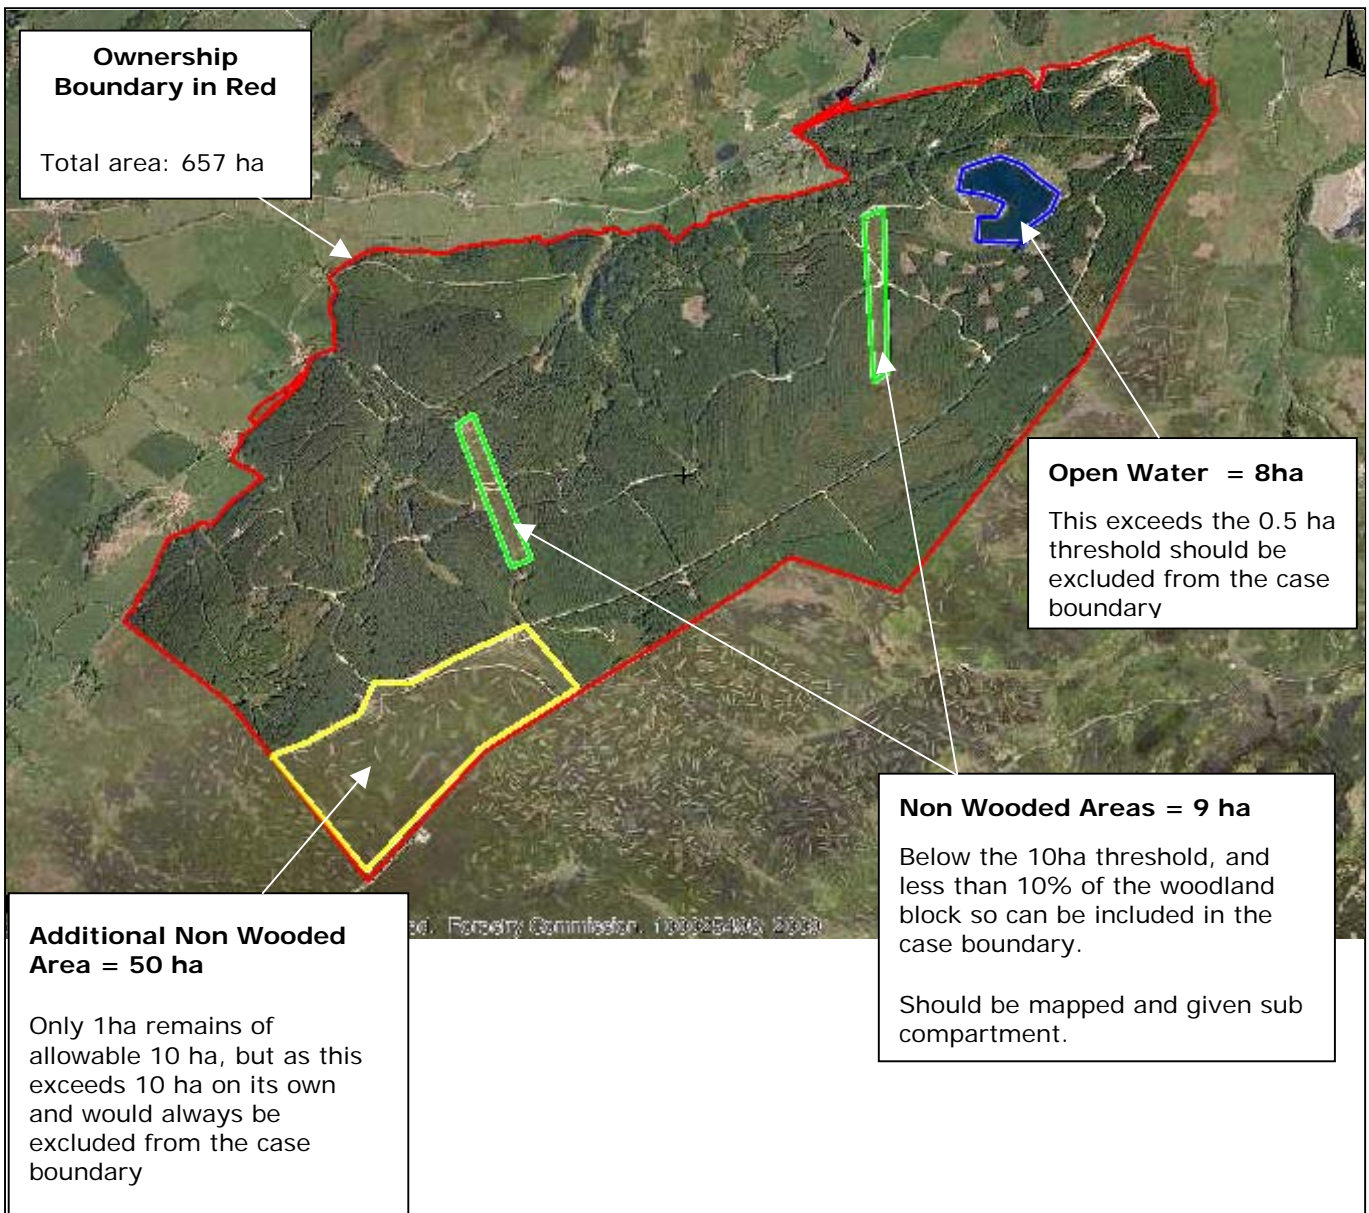 Ownership
Boundary in Red
Total area: 657 ha
Open Water = 8ha
This exceeds the 0.5 ha
threshold should be
excluded from the case
boundary
Non Wooded Areas = 9 ha
Below the 10ha threshold, and
less than 10% of the woodland
block so can be included in the
case boundary.
Should be mapped and given sub
compartment.
Additional Non Wooded
Area = 50 ha
Only 1ha remains of
allowable 10 ha, but as this
exceeds 10 ha on its own
and would always be
excluded from the case
boundary
Forestry Commission.